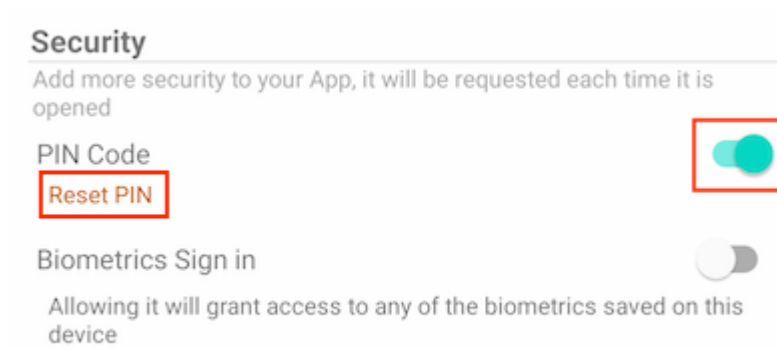 Security
Add more security to your App, it will be requested each time it is
opened
PIN Code
Reset PIN
Biometrics Sign in
Allowing it will grant access to any of the biometrics saved on this
device